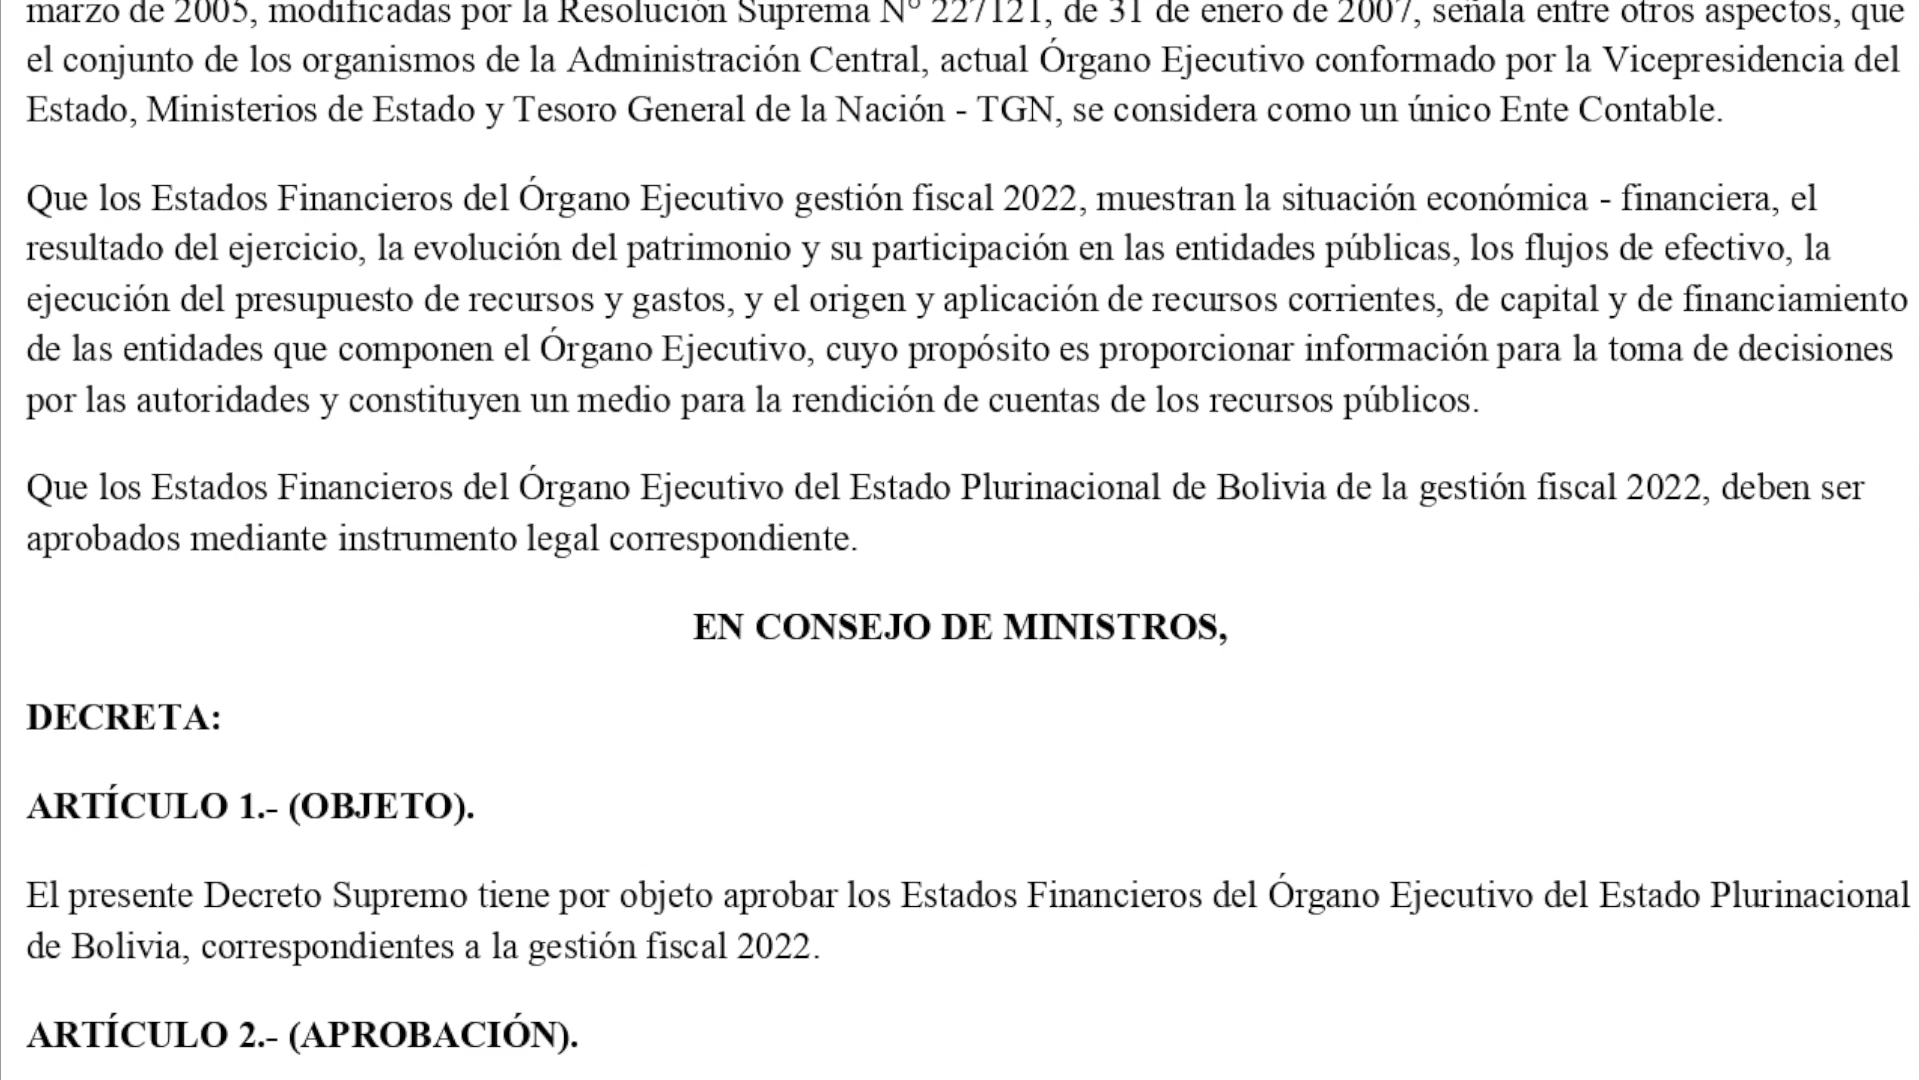 marzo de 2005, modificadas por la Resolución Suprema N° 227121, de 31 de enero de 2007, señala entre otros aspectos, que
el conjunto de los organismos de la Administración Central, actual Órgano Ejecutivo conformado por la Vicepresidencia del
Estado, Ministerios de Estado y Tesoro General de la Nación - TGN, se considera como un único Ente Contable.
Que los Estados Financieros del Órgano Ejecutivo gestión fiscal 2022, muestran la situación económica - financiera, el
resultado del ejercicio, la evolución del patrimonio y su participación en las entidades públicas, los flujos de efectivo, la
ejecución del presupuesto de recursos y gastos, y el origen y aplicación de recursos corrientes, de capital y de financiamiento
de las entidades que componen el Órgano Ejecutivo, cuyo propósito es proporcionar información para la toma de decisiones
por las autoridades y constituyen un medio para la rendición de cuentas de los recursos públicos.
Que los Estados Financieros del Órgano Ejecutivo del Estado Plurinacional de Bolivia de la gestión fiscal 2022, deben ser
aprobados mediante instrumento legal correspondiente.
EN CONSEJO DE MINISTROS,
DECRETA:
ARTÍCULO 1.- (OBJETO).
El presente Decreto Supremo tiene por objeto aprobar los Estados Financieros del Órgano Ejecutivo del Estado Plurinacional
de Bolivia, correspondientes a la gestión fiscal 2022.
ARTÍCULO 2.- (APROBACIÓN).